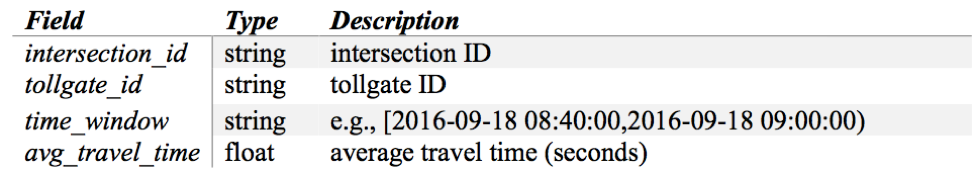 Field Type Description
intersection_id string intersection ID
tollgate_id string tollgate ID
time_window string e.g., [2016-09-18 08:40:00,2016-09-18 09:00:00)
avg_travel_time float average travel time (seconds)